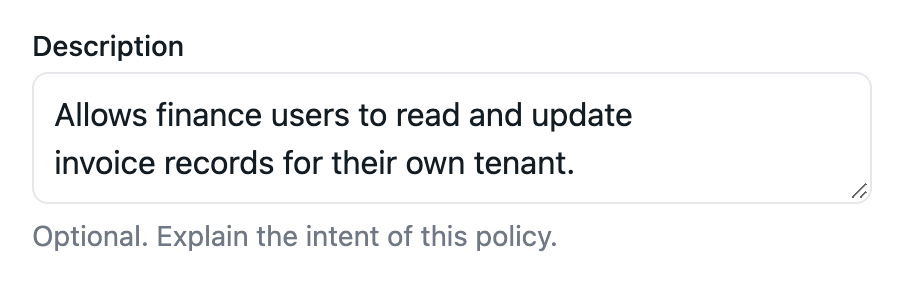 Description
Allows finance users to read and update
invoice records for their own tenant.
Optional. Explain the intent of this policy.